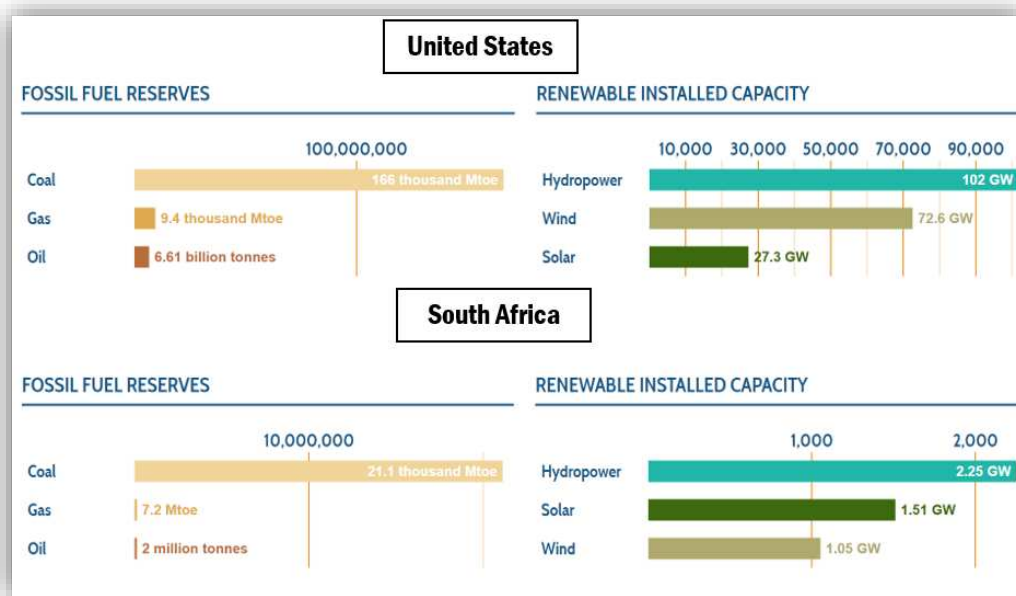 United States
FOSSIL FUEL RESERVES
100,000,000
Coal 166 thousand Mtoe
Gas 9.4 thousand Mtoe
Oil 6.61 billion tonnes
RENEWABLE INSTALLED CAPACITY
10,000 30,000 50,000 70,000 90,000
Hydropower 102 GW
Wind 72.6 GW
Solar 27.3 GW
South Africa
FOSSIL FUEL RESERVES
10,000,000
Coal 21.1 thousand Mtoe
Gas 7.2 Mtoe
Oil 2 million tonnes
RENEWABLE INSTALLED CAPACITY
1,000 2,000
Hydropower 2.25 GW
Solar 1.51 GW
Wind 1.05 GW